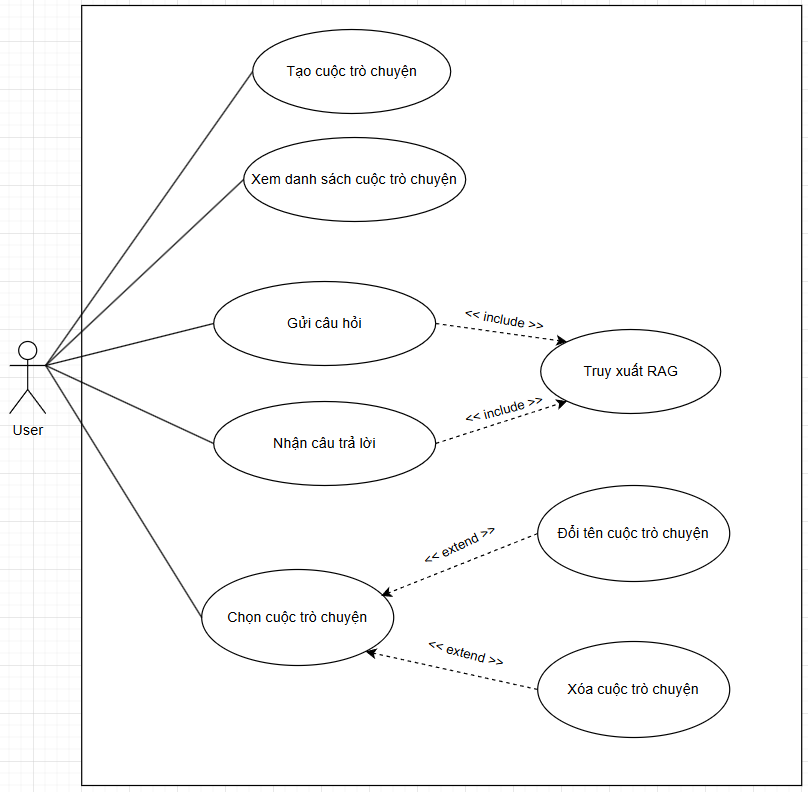 Tạo cuộc trò chuyện
Xem danh sách cuộc trò chuyện
Gửi câu hỏi
<< include >>
Truy xuất RAG
<< include >>
Nhận câu trả lời
User
<< extend >>
Đổi tên cuộc trò chuyện
Chọn cuộc trò chuyện
<< extend >>
Xóa cuộc trò chuyện